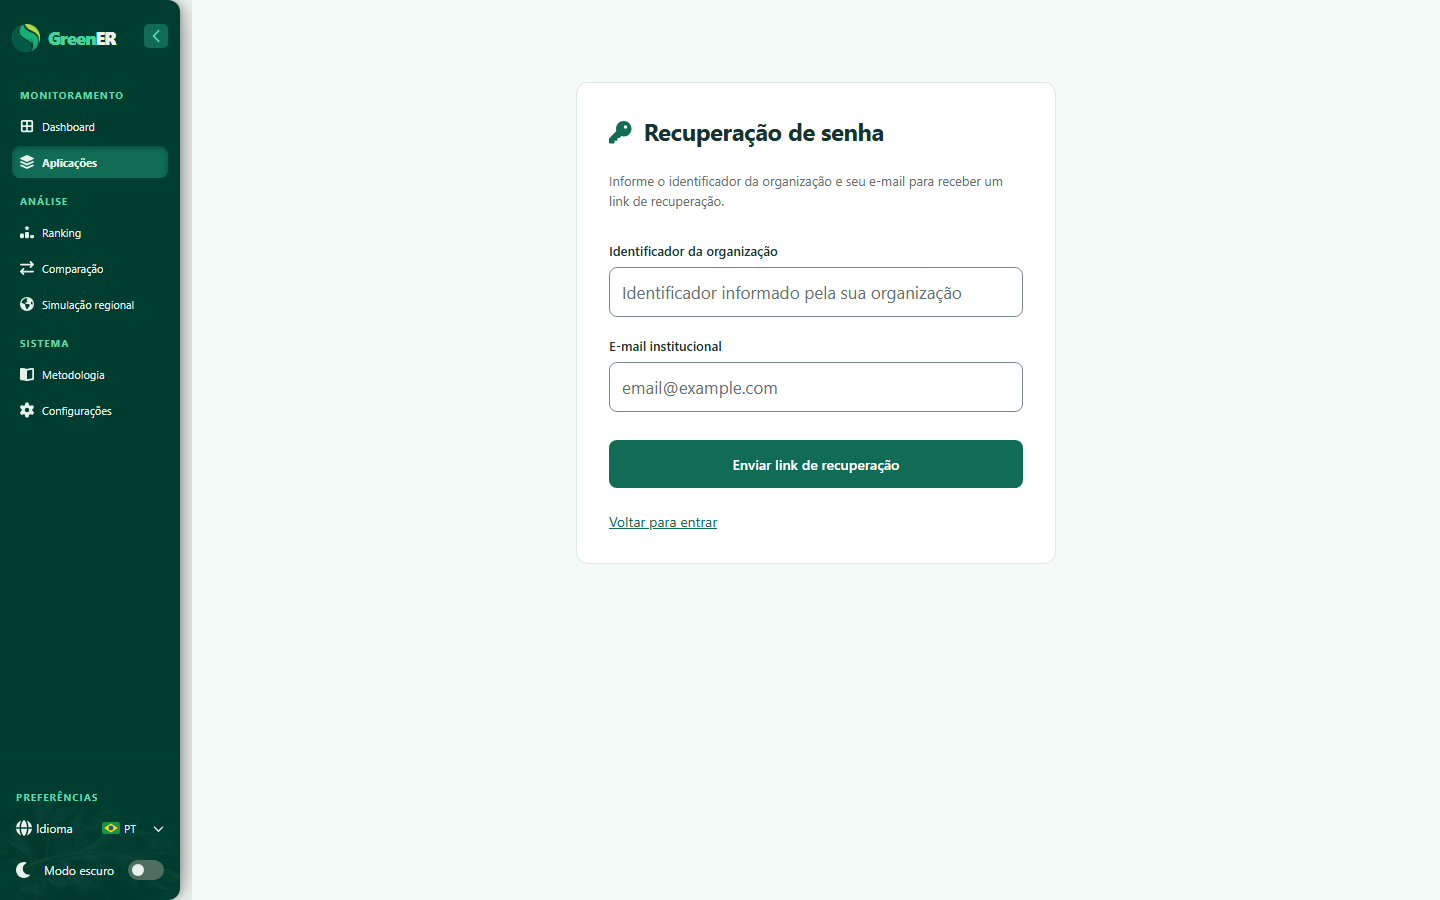 GreenER
MONITORAMENTO
Dashboard
Aplicações
ANÁLISE
Ranking
Comparação
Simulação regional
SISTEMA
Metodologia
Configurações
PREFERÊNCIAS
Idioma PT
Modo escuro
Recuperação de senha
Informe o identificador da organização e seu e-mail para receber um
link de recuperação.
Identificador da organização
Identificador informado pela sua organização
E-mail institucional
email@example.com
Enviar link de recuperação
Voltar para entrar